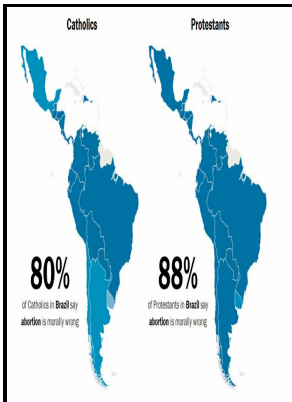 Catholics
Protestants
80%
of Catholics in Brazil say
abortion is morally wrong
88%
of Protestants in Brazil say
abortion is morally wrong